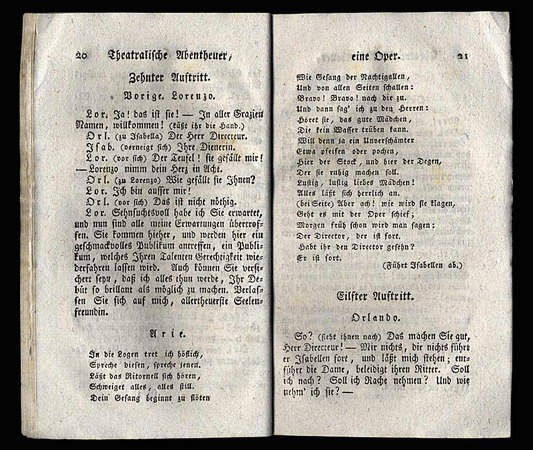 20 Theatralische Abentheuer,
Zehnter Auftritt.
Vorige. Lorenzo.
Lor. Ja! das ist sie! — In aller Grazien
Namen, willkommen! (küßt ihr die Hand.)
Orl. (zu Isabella) Der Herr Directeur.
Isab. (verneigt sich) Ihre Dienerin.
Lor. (vor sich) Der Teufel! sie gefällt mir!
— Lorenzo nimm dein Herz in Acht.
Orl. (zu Lorenzo) Wie gefällt sie Ihnen?
Lor. Ich bin ausser mir!
Orl. (vor sich) Das ist nicht nöthig.
Lor. Sehnsuchtsvoll habe ich Sie erwartet,
und nun sind alle meine Erwartungen übertrof-
fen. Sie kommen hieher, und werden hier ein
geschmackvolles Publikum antreffen, ein Publi-
kum, welches Ihren Talenten Gerechtigkeit wie-
derfahren lassen wird. Auch können Sie versi-
chert seyn, daß ich alles thun werde, Ihr De-
büt so brillant als möglich zu machen. Verlas-
sen Sie sich auf mich, allertheuerste Seelen-
freundin.
Arie.
In die Logen tret ich höflich,
Spreche diesen, spreche jenen.
Läßt das Ritornell sich hören,
Schweiget alles, alles still.
Dein Gesang beginnt zu flöten
eine Oper. 21
Wie Gesang der Nachtigallen,
Und von allen Seiten schallen:
Bravo! Bravo! nach dir zu.
Und dann sag' ich zu den Herren:
Höret sie, das gute Mädchen,
Die kein Wasser trüben kann.
Will denn ja ein Unverschämter
Etwa pfeifen oder pochen,
Hier der Stock, und hier der Degen,
Der sie ruhig machen soll.
Lustig, lustig liebes Mädchen!
Alles läßt sich herrlich an.
(bei Seite) Aber ach! wie wird sie klagen,
Geht es mit der Oper schief;
Morgen früh schon wird man sagen:
Der Director, der ist fort.
Habt ihr den Director gesehn?
Er ist fort.
(Führt Isabellen ab.)
Eilfter Auftritt.
Orlando.
So? (sieht ihnen nach) Das machen Sie gut,
Herr Directeur! — Mir nichts, dir nichts führt
er Isabellen fort, und läßt mich stehen; ent-
führt die Dame, beleidigt ihren Ritter. Soll
ich nach? Soll ich Rache nehmen? Und wie
nehm' ich sie? —